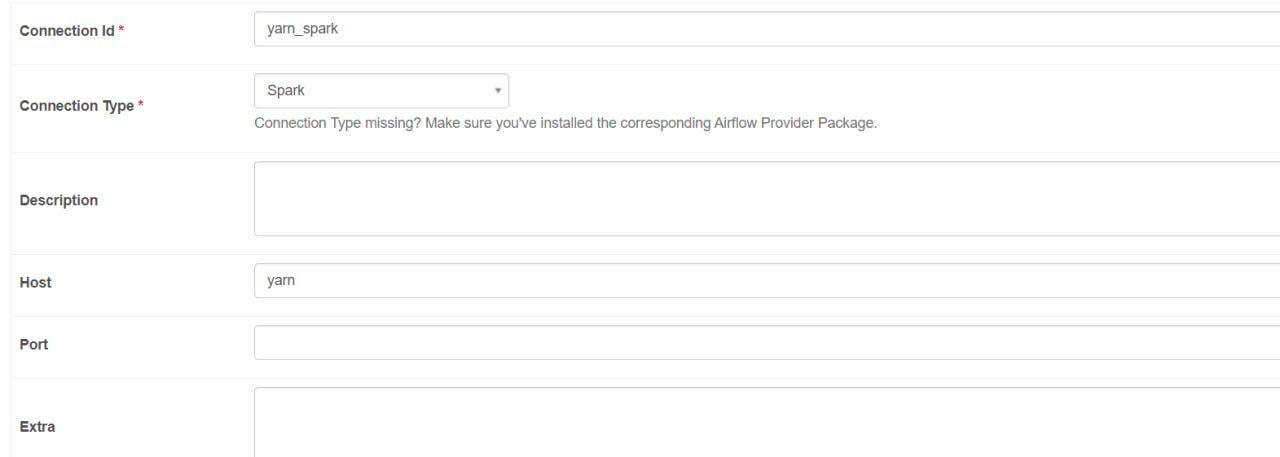 Connection Id *
yarn_spark
Connection Type *
Spark
Connection Type missing? Make sure you've installed the corresponding Airflow Provider Package.
Description
Host
yarn
Port
Extra